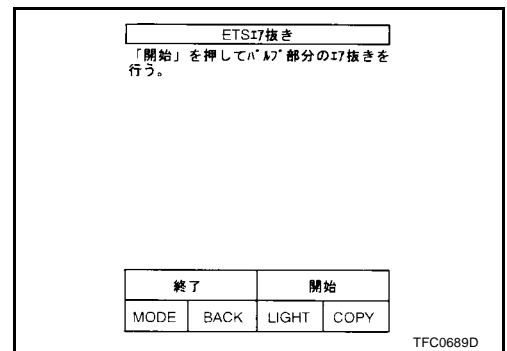 ETSｴｱ抜き
「開始」を押してﾊﾞﾙﾌﾞ部分のｴｱ抜きを
行う。
終了 開始
MODE BACK LIGHT COPY
TFC0689D